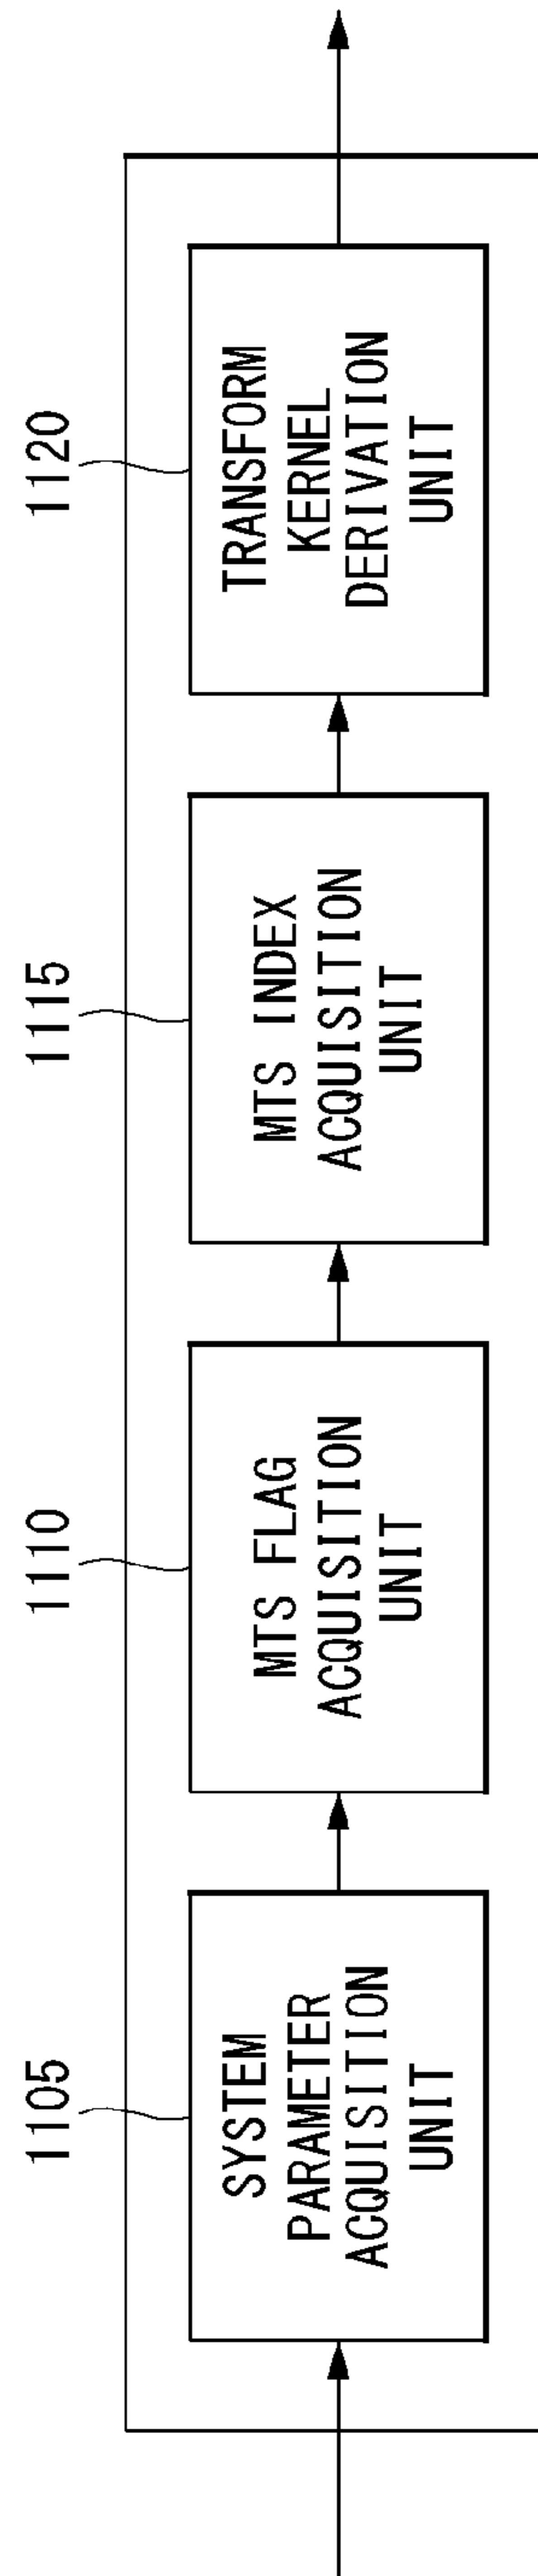 1105
SYSTEM
PARAMETER
ACQUISITION
UNIT
1110
MTS FLAG
ACQUISITION
UNIT
1115
MTS INDEX
ACQUISITION
UNIT
1120
TRANSFORM
KERNEL
DERIVATION
UNIT